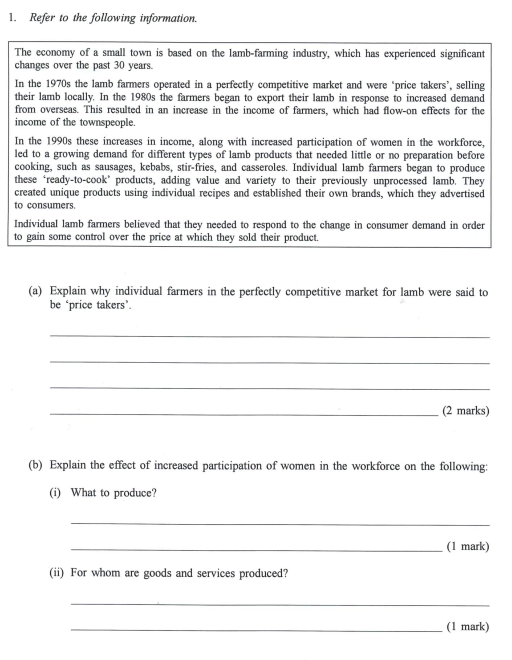 1. Refer to the following information.
The economy of a small town is based on the lamb-farming industry, which has experienced significant
changes over the past 30 years.
In the 1970s the lamb farmers operated in a perfectly competitive market and were ‘price takers’, selling
their lamb locally. In the 1980s the farmers began to export their lamb in response to increased demand
from overseas. This resulted in an increase in the income of farmers, which had flow-on effects for the
income of the townspeople.
In the 1990s these increases in income, along with increased participation of women in the workforce,
led to a growing demand for different types of lamb products that needed little or no preparation before
cooking, such as sausages, kebabs, stir-fries, and casseroles. Individual lamb farmers began to produce
these ‘ready-to-cook’ products, adding value and variety to their previously unprocessed lamb. They
created unique products using individual recipes and established their own brands, which they advertised
to consumers.
Individual lamb farmers believed that they needed to respond to the change in consumer demand in order
to gain some control over the price at which they sold their product.
(a) Explain why individual farmers in the perfectly competitive market for lamb were said to
be ‘price takers’.
(2 marks)
(b) Explain the effect of increased participation of women in the workforce on the following:
(i) What to produce?
(1 mark)
(ii) For whom are goods and services produced?
(1 mark)